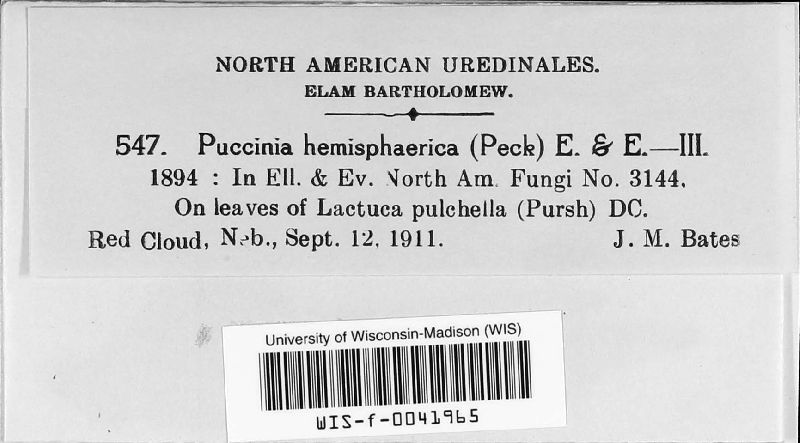 NORTH AMERICAN UREDINALES.
ELAM BARTHOLOMEW.
547. Puccinia hemisphaerica (Peck) E. & E.—III.
1894 : In Ell. & Ev. North Am. Fungi No. 3144.
On leaves of Lactuca pulchella (Pursh) DC.
Red Cloud, Neb., Sept. 12, 1911. J. M. Bates
University of Wisconsin-Madison (WIS)
WIS-f-0041965